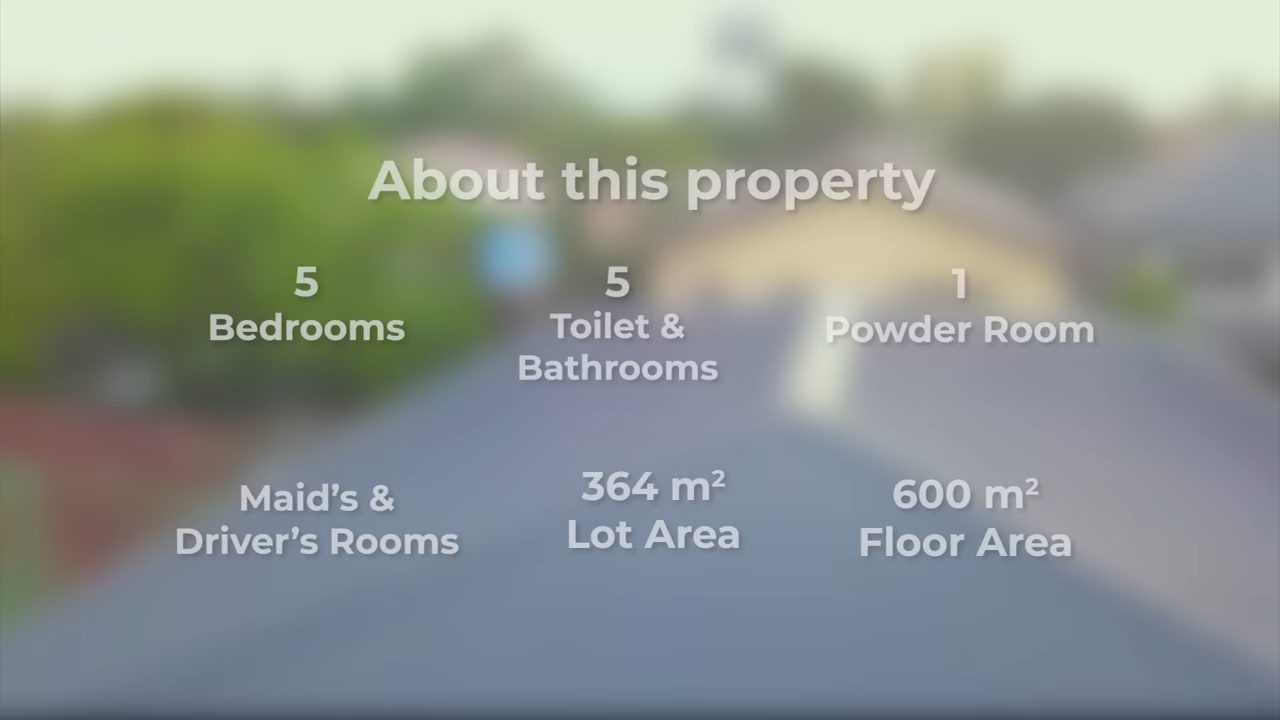 About this property
5
Bedrooms
5
Toilet &
Bathrooms
1
Powder Room
Maid’s &
Driver’s Rooms
364 m²
Lot Area
600 m²
Floor Area